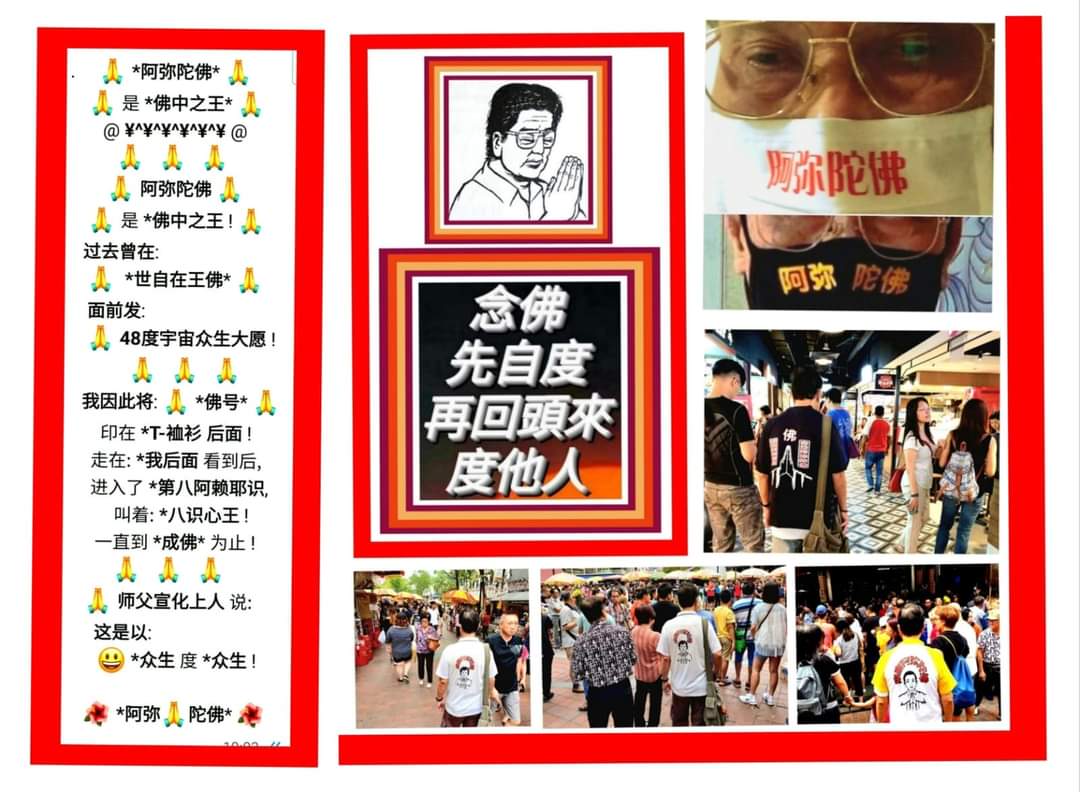 🙏 *阿弥陀佛* 🙏
🙏 是 *佛中之王* 🙏
@ ¥^¥^¥^¥^¥^¥ @
🙏 🙏 🙏
🙏 阿弥陀佛 🙏
🙏 是 *佛中之王 ! 🙏
过去曾在:
🙏 *世自在王佛* 🙏
面前发:
🙏 48度宇宙众生大愿 !
🙏 🙏 🙏
我因此将: 🙏 *佛号* 🙏
印在 *T-裇衫 后面 !
走在: *我后面 看到后,
进入了 *第八阿赖耶识,
叫着: *八识心王 !
一直到 *成佛* 为止 !
🙏 🙏 🙏
🙏 师父宣化上人 说:
这是以:
😃 *众生 度 *众生 !
🌺 *阿弥🙏陀佛* 🌺
念佛
先自度
再回頭來
度他人
阿弥陀佛
阿弥 陀佛
佛